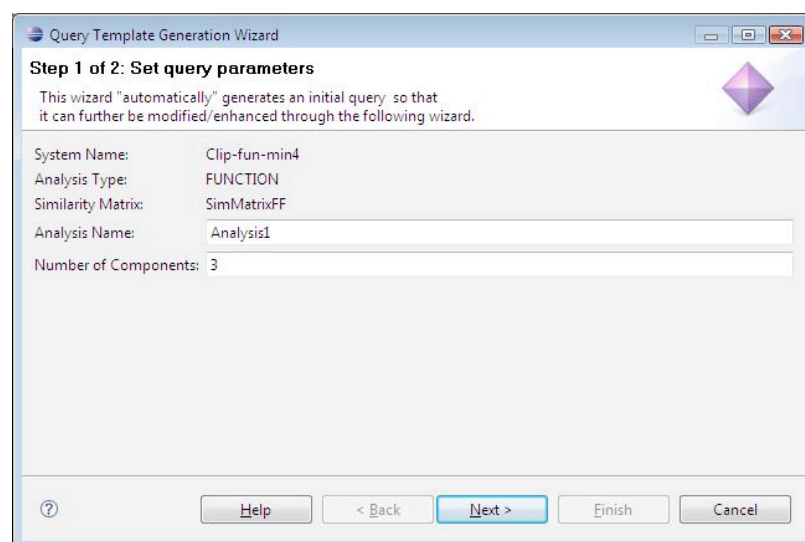 Query Template Generation Wizard
Step 1 of 2: Set query parameters
This wizard "automatically" generates an initial query so that
it can further be modified/enhanced through the following wizard.
System Name: Clip-fun-min4
Analysis Type: FUNCTION
Similarity Matrix: SimMatrixFF
Analysis Name: Analysis1
Number of Components: 3
? Help < Back Next > Finish Cancel